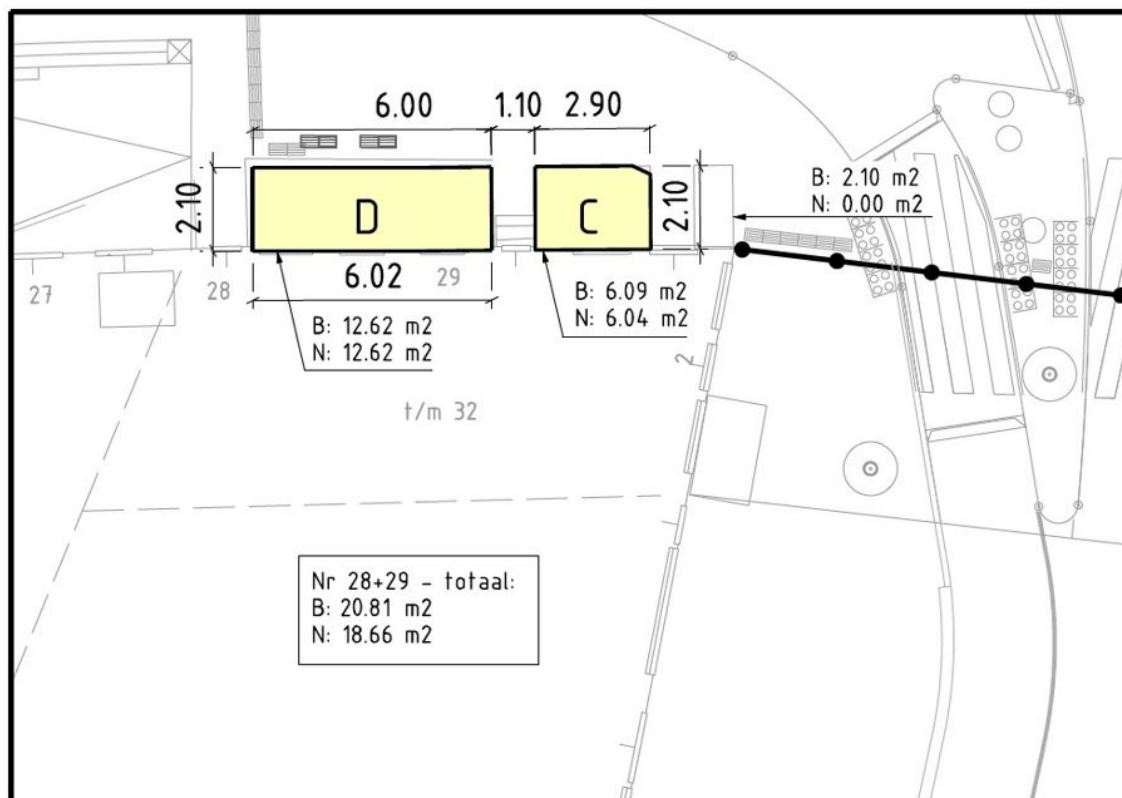 6.00
1.10
2.90
2.10
D
C
2.10
B: 2.10 m2
N: 0.00 m2
27
28
6.02
29
B: 12.62 m2
N: 12.62 m2
B: 6.09 m2
N: 6.04 m2
2
t/m 32
Nr 28+29 - totaal:
B: 20.81 m2
N: 18.66 m2